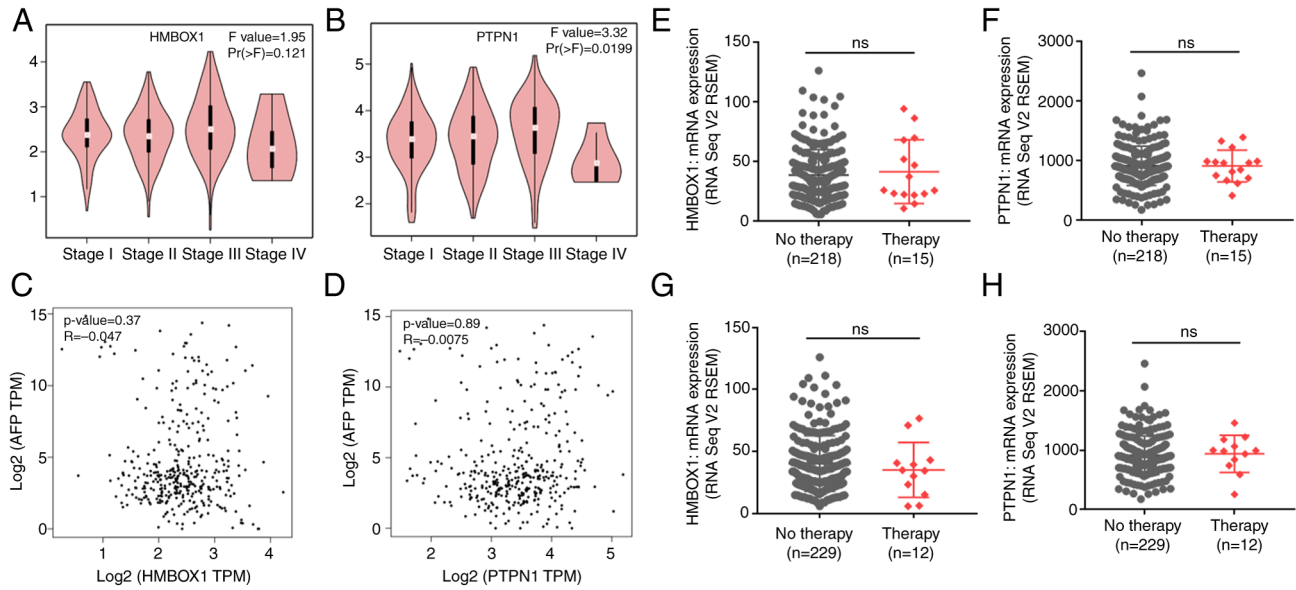 A
HMBOX1
F value=1.95
Pr(>F)=0.121
4
3
2
1
Stage I Stage II Stage III Stage IV
B
PTPN1
F value=3.32
Pr(>F)=0.0199
5
4
3
2
Stage I Stage II Stage III Stage IV
C
p-value=0.37
R=–0.047
Log2 (AFP TPM)
15
10
5
0
1 2 3 4
Log2 (HMBOX1 TPM)
D
p-value=0.89
R=–0.0075
Log2 (AFP TPM)
15
10
5
0
2 3 4 5
Log2 (PTPN1 TPM)
E
ns
HMBOX1: mRNA expression
(RNA Seq V2 RSEM)
150
100
50
0
No therapy Therapy
(n=218) (n=15)
F
ns
PTPN1: mRNA expression
(RNA Seq V2 RSEM)
3000
2000
1000
0
No therapy Therapy
(n=218) (n=15)
G
ns
HMBOX1: mRNA expression
(RNA Seq V2 RSEM)
150
100
50
0
No therapy Therapy
(n=229) (n=12)
H
ns
PTPN1: mRNA expression
(RNA Seq V2 RSEM)
3000
2000
1000
0
No therapy Therapy
(n=229) (n=12)